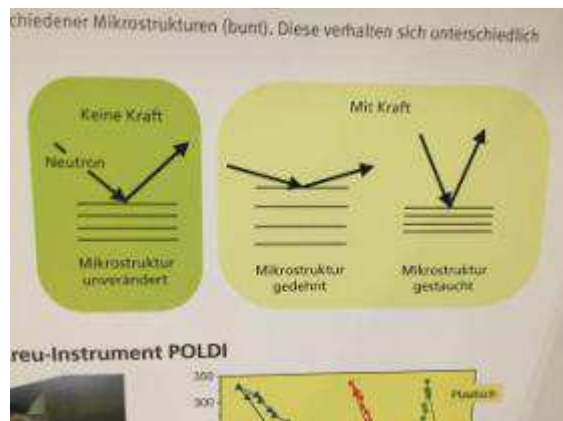 chiedener Mikrostrukturen (bunt). Diese verhalten sich unterschiedlich
Keine Kraft
Neutron
Mikrostruktur
unverändert
Mit Kraft
Mikrostruktur
gedehnt
Mikrostruktur
gestaucht
reu-Instrument POLDI
300
Plastisch